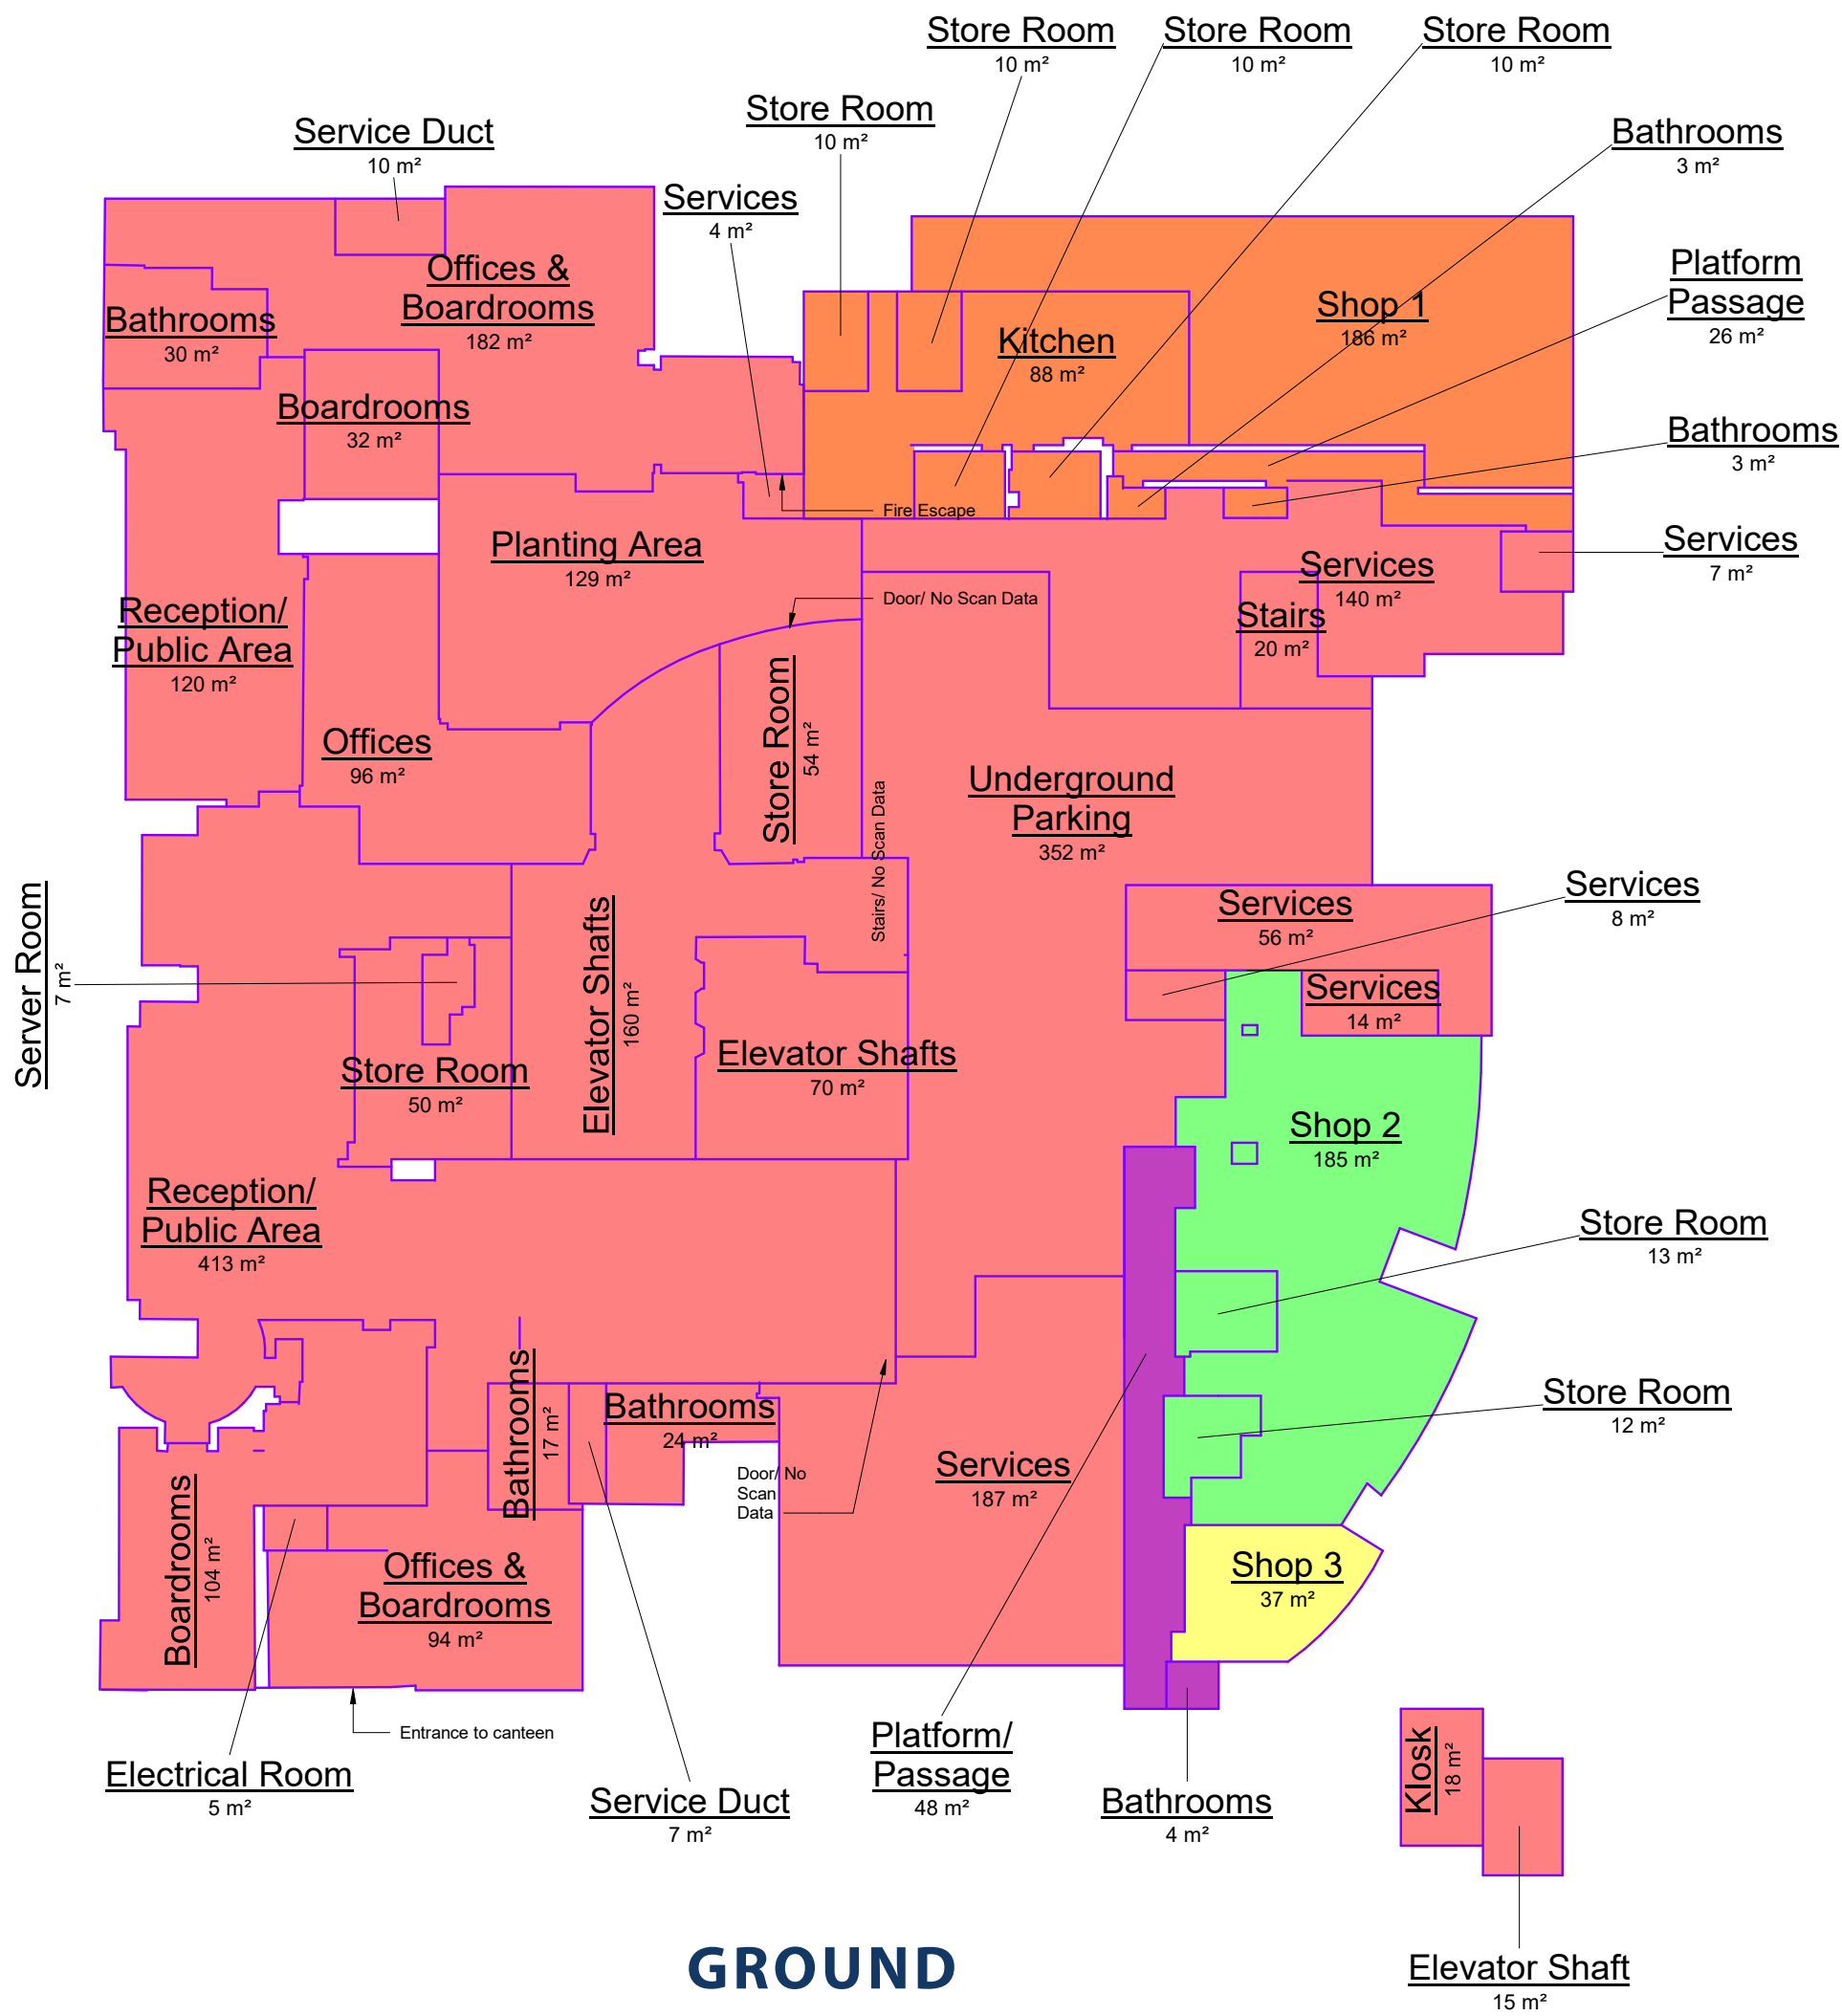 Store Room
10 m²
Store Room
10 m²
Store Room
10 m²
Store Room
10 m²
Service Duct
10 m²
Bathrooms
3 m²
Services
4 m²
Offices &
Boardrooms
182 m²
Platform
Passage
26 m²
Shop 1
186 m²
Bathrooms
30 m²
Kitchen
88 m²
Boardrooms
32 m²
Bathrooms
3 m²
Fire Escape
Planting Area
129 m²
Services
7 m²
Services
140 m²
Door/ No Scan Data
Reception/
Public Area
120 m²
Stairs
20 m²
Store Room
54 m²
Offices
96 m²
Underground
Parking
352 m²
Stairs/ No Scan Data
Server Room
7 m²
Services
8 m²
Services
56 m²
Elevator Shafts
160 m²
Services
14 m²
Store Room
50 m²
Elevator Shafts
70 m²
Shop 2
185 m²
Reception/
Public Area
413 m²
Store Room
13 m²
Bathrooms
17 m²
Bathrooms
24 m²
Store Room
12 m²
Door/ No
Scan
Data
Services
187 m²
Boardrooms
104 m²
Offices &
Boardrooms
94 m²
Shop 3
37 m²
Entrance to canteen
Electrical Room
5 m²
Service Duct
7 m²
Platform/
Passage
48 m²
Bathrooms
4 m²
KIosk
18 m²
Elevator Shaft
15 m²
GROUND